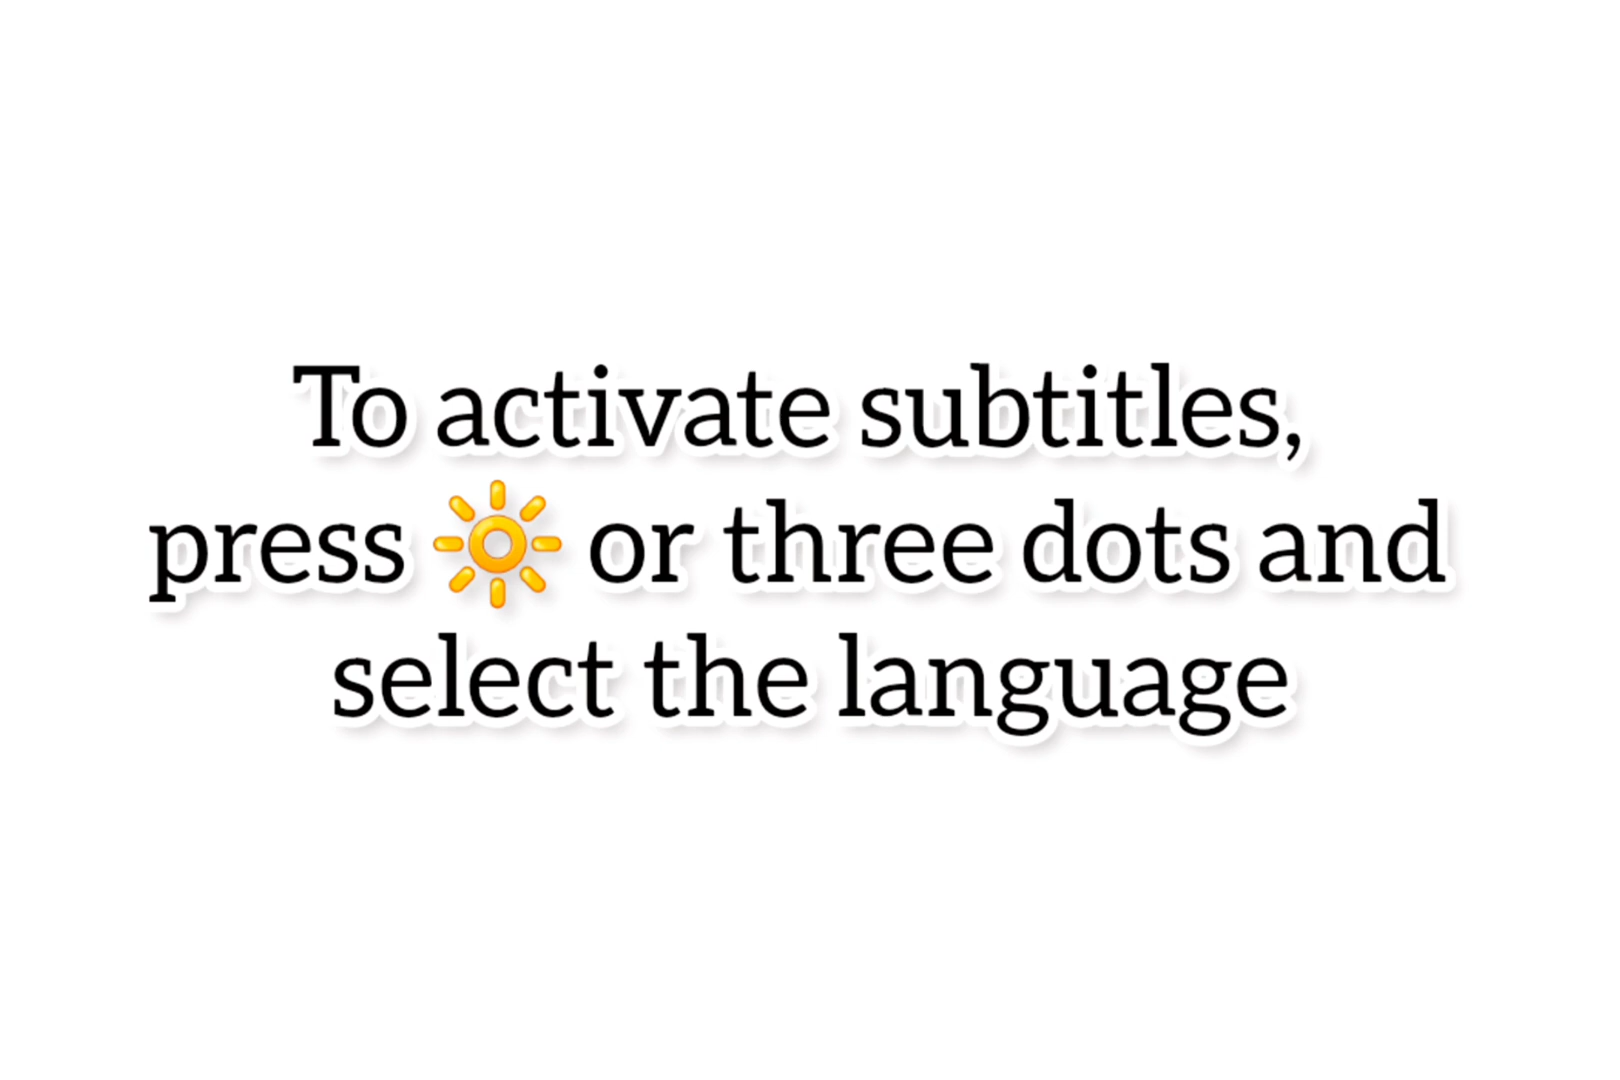 To activate subtitles,
press 🔆 or three dots and
select the language